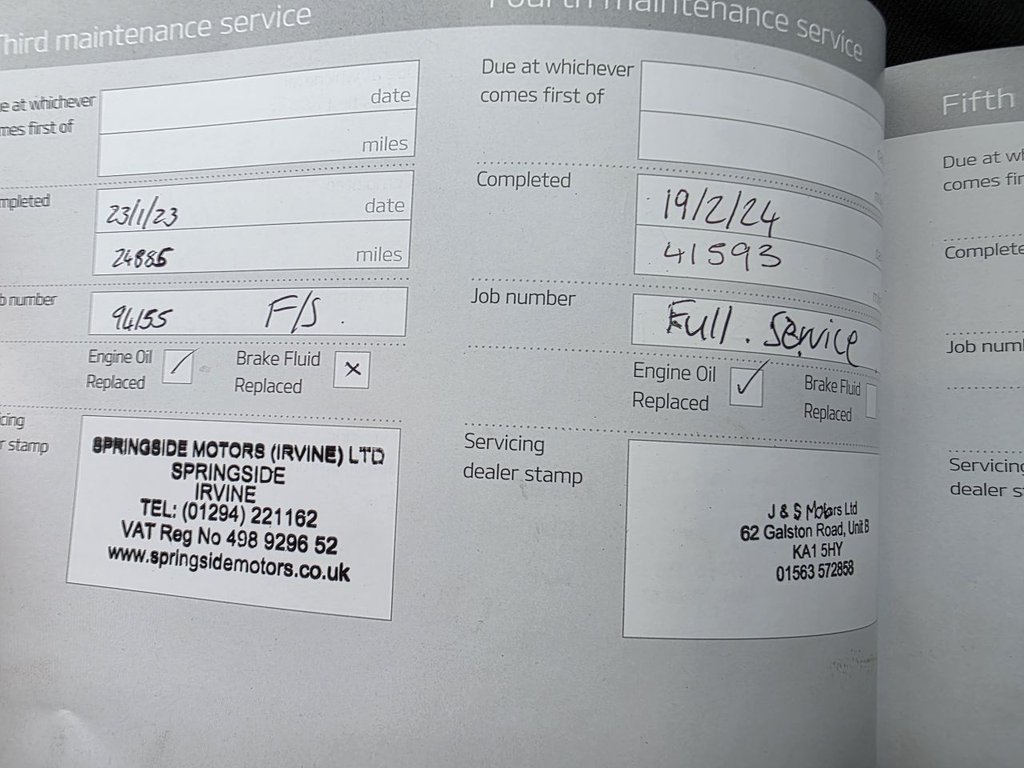 Third maintenance service
e at whichever
mes first of
date
miles
mpleted
23/1/23 date
24885 miles
b number
94155 F/S.
Engine Oil
Replaced
Brake Fluid
Replaced
cing
r stamp
SPRINGSIDE MOTORS (IRVINE) LTD
SPRINGSIDE
IRVINE
TEL: (01294) 221162
VAT Reg No 498 9296 52
www.springsidemotors.co.uk
Fourth maintenance service
Due at whichever
comes first of
Completed
19/2/24
41593
Job number
Full. Service
Engine Oil
Replaced
Brake Fluid
Replaced
Servicing
dealer stamp
J & S Motors Ltd
62 Galston Road, Unit B
KA1 5HY
01563 572858
Fifth
Due at wh
comes fir
Complete
Job numb
Servicing
dealer st